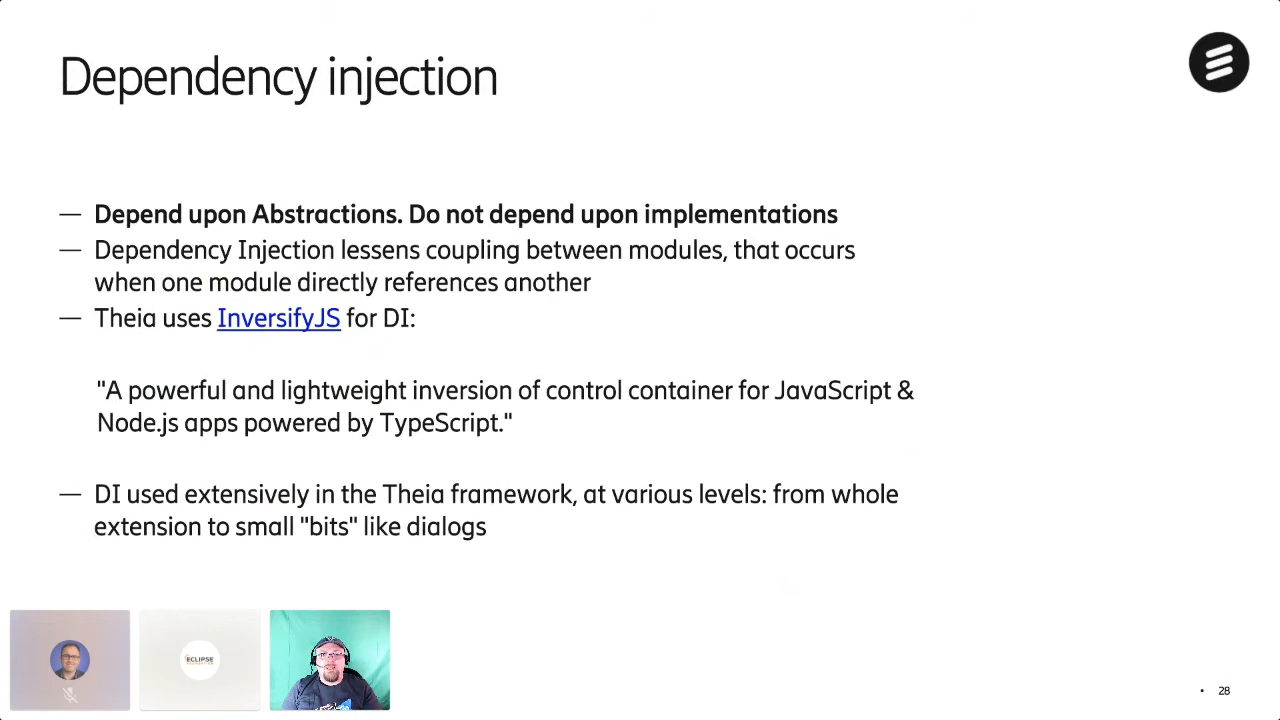 Dependency injection
— Depend upon Abstractions. Do not depend upon implementations
— Dependency Injection lessens coupling between modules, that occurs
when one module directly references another
— Theia uses InversifyJS for DI:
"A powerful and lightweight inversion of control container for JavaScript &
Node.js apps powered by TypeScript."
— DI used extensively in the Theia framework, at various levels: from whole
extension to small "bits" like dialogs
ECLIPSE
FOUNDATION
• 28